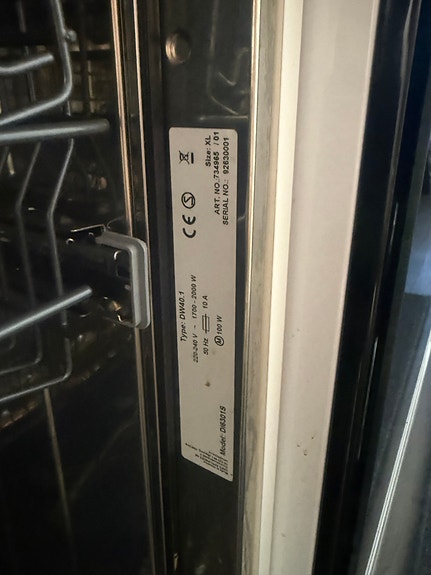 Size: XL
ART. NO.:734965 / 01
SERIAL NO.: 92630001
CE S
Type: DW40.1
220-240 V ~ 1700 - 2000 W
50 Hz 10 A
M 100 W
Model: DI6301S